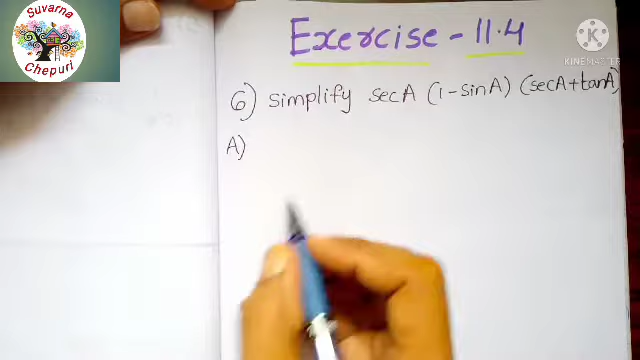 Suvarna
Chepuri
Exercise - 11.4
K
KINEMASTER
6) simplify secA (1-sinA) (secA+tanA)
A)